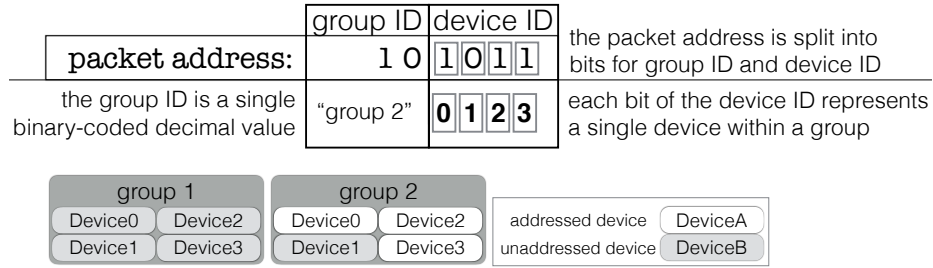 group ID device ID
packet address: 1 0 1 0 1 1
the packet address is split into
bits for group ID and device ID
the group ID is a single
binary-coded decimal value
“group 2” 0 1 2 3
each bit of the device ID represents
a single device within a group
group 1
Device0 Device2
Device1 Device3
group 2
Device0 Device2
Device1 Device3
addressed device DeviceA
unaddressed device DeviceB